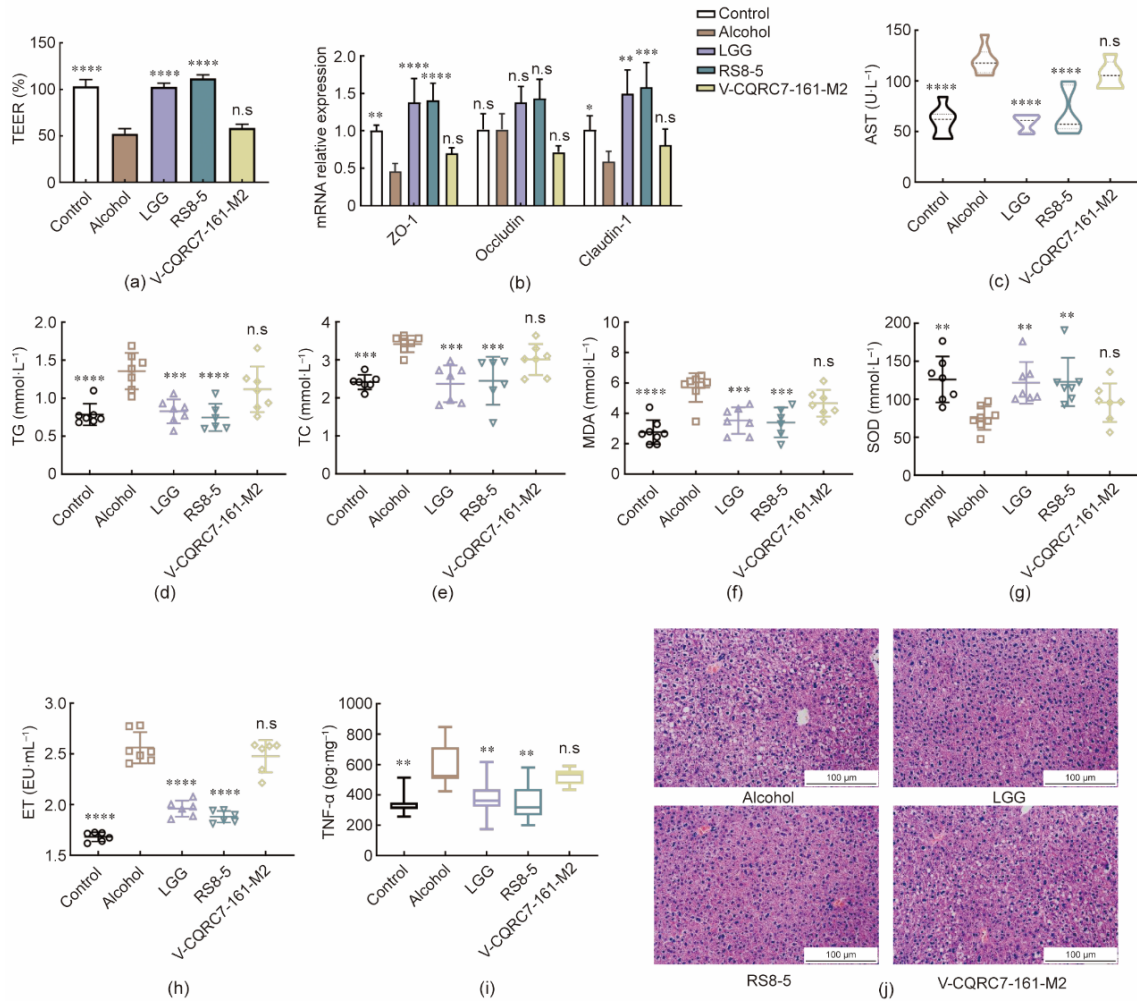 Control
Alcohol
LGG
RS8-5
V-CQRC7-161-M2
TEER (%)
150
100
50
0
****
****
****
n.s
Control
Alcohol
LGG
RS8-5
V-CQRC7-161-M2
(a)
mRNA relative expression
2.0
1.5
1.0
0.5
0
**
****
****
n.s
n.s
n.s
n.s
n.s
*
**
***
n.s
ZO-1
Occludin
Claudin-1
(b)
AST (U·L⁻¹)
150
100
50
0
****
****
****
n.s
Control
Alcohol
LGG
RS8-5
V-CQRC7-161-M2
(c)
TG (mmol·L⁻¹)
2.0
1.5
1.0
0.5
0
****
***
****
n.s
Control
Alcohol
LGG
RS8-5
V-CQRC7-161-M2
(d)
TC (mmol·L⁻¹)
4
3
2
1
0
***
***
***
n.s
Control
Alcohol
LGG
RS8-5
V-CQRC7-161-M2
(e)
MDA (mmol·L⁻¹)
10
8
6
4
2
0
****
***
***
n.s
Control
Alcohol
LGG
RS8-5
V-CQRC7-161-M2
(f)
SOD (mmol·L⁻¹)
200
150
100
50
0
**
**
**
n.s
Control
Alcohol
LGG
RS8-5
V-CQRC7-161-M2
(g)
ET (EU·mL⁻¹)
3.0
2.5
2.0
1.5
****
****
****
n.s
Control
Alcohol
LGG
RS8-5
V-CQRC7-161-M2
(h)
TNF-α (pg·mg⁻¹)
1000
800
600
400
200
0
**
**
**
n.s
Control
Alcohol
LGG
RS8-5
V-CQRC7-161-M2
(i)
100 μm
100 μm
Alcohol
LGG
100 μm
100 μm
RS8-5
V-CQRC7-161-M2
(j)